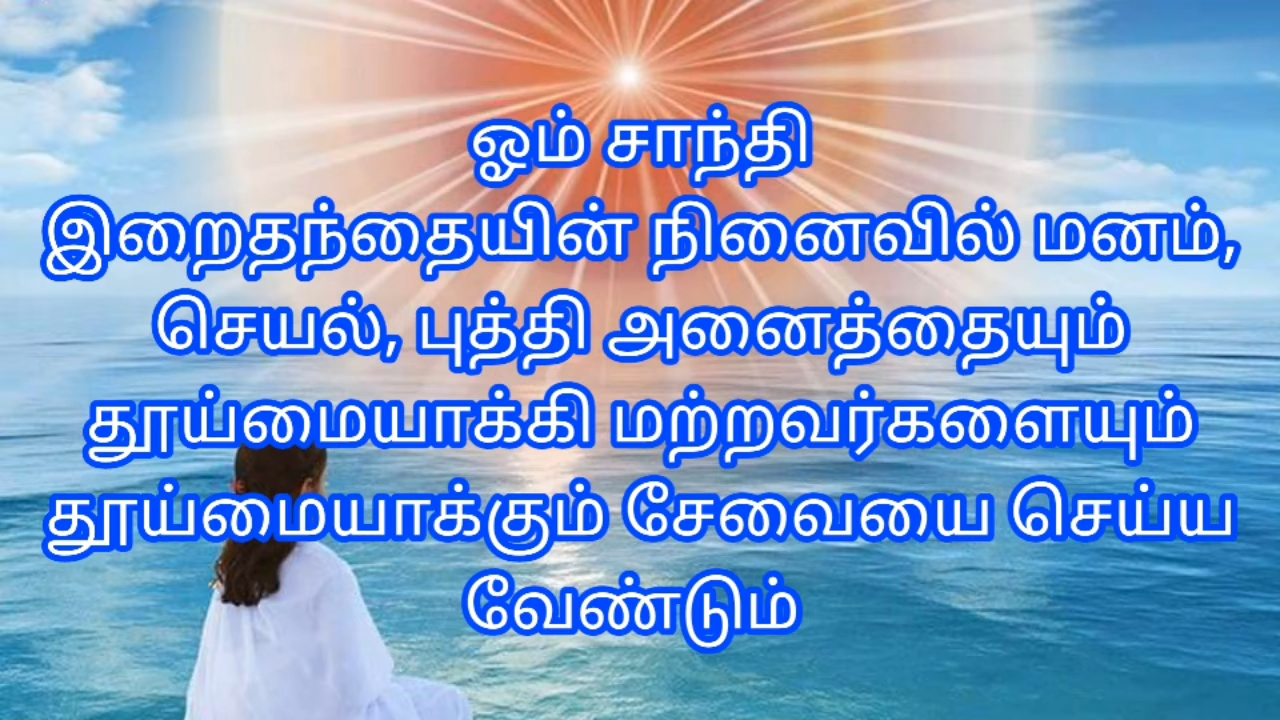 ஓம் சாந்தி
இறைதந்தையின் நினைவில் மனம்,
செயல், புத்தி அனைத்தையும்
தூய்மையாக்கி மற்றவர்களையும்
தூய்மையாக்கும் சேவையை செய்ய
வேண்டும்